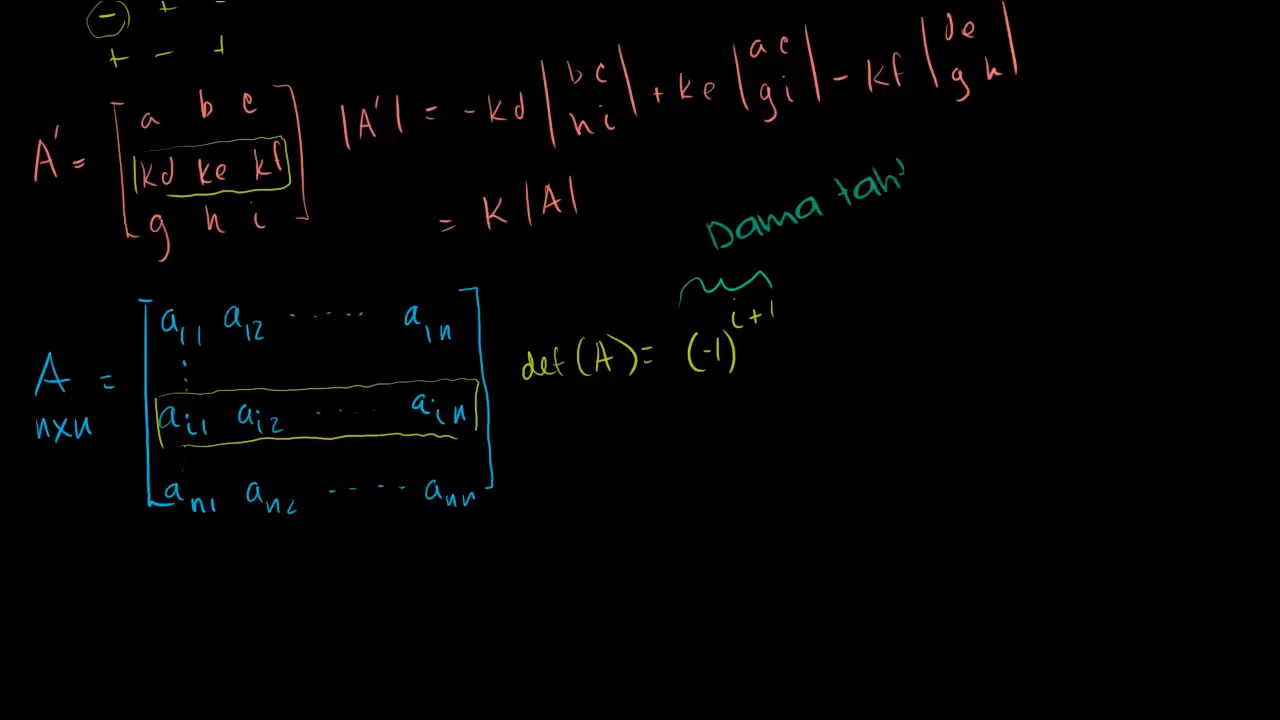 - + -
+ - +
A' = [ a b c
kd ke kf
g h i ]
|A'| = -kd | b c
h i | + ke | a c
g i | - kf | d e
g h |
= K |A|
Dama tah
A = [ a11 a12 ...... a1n
n×n
⋮
ai1 ai2 ...... ain
an1 an2 ...... ann ]
det(A) = (-1)^i+1